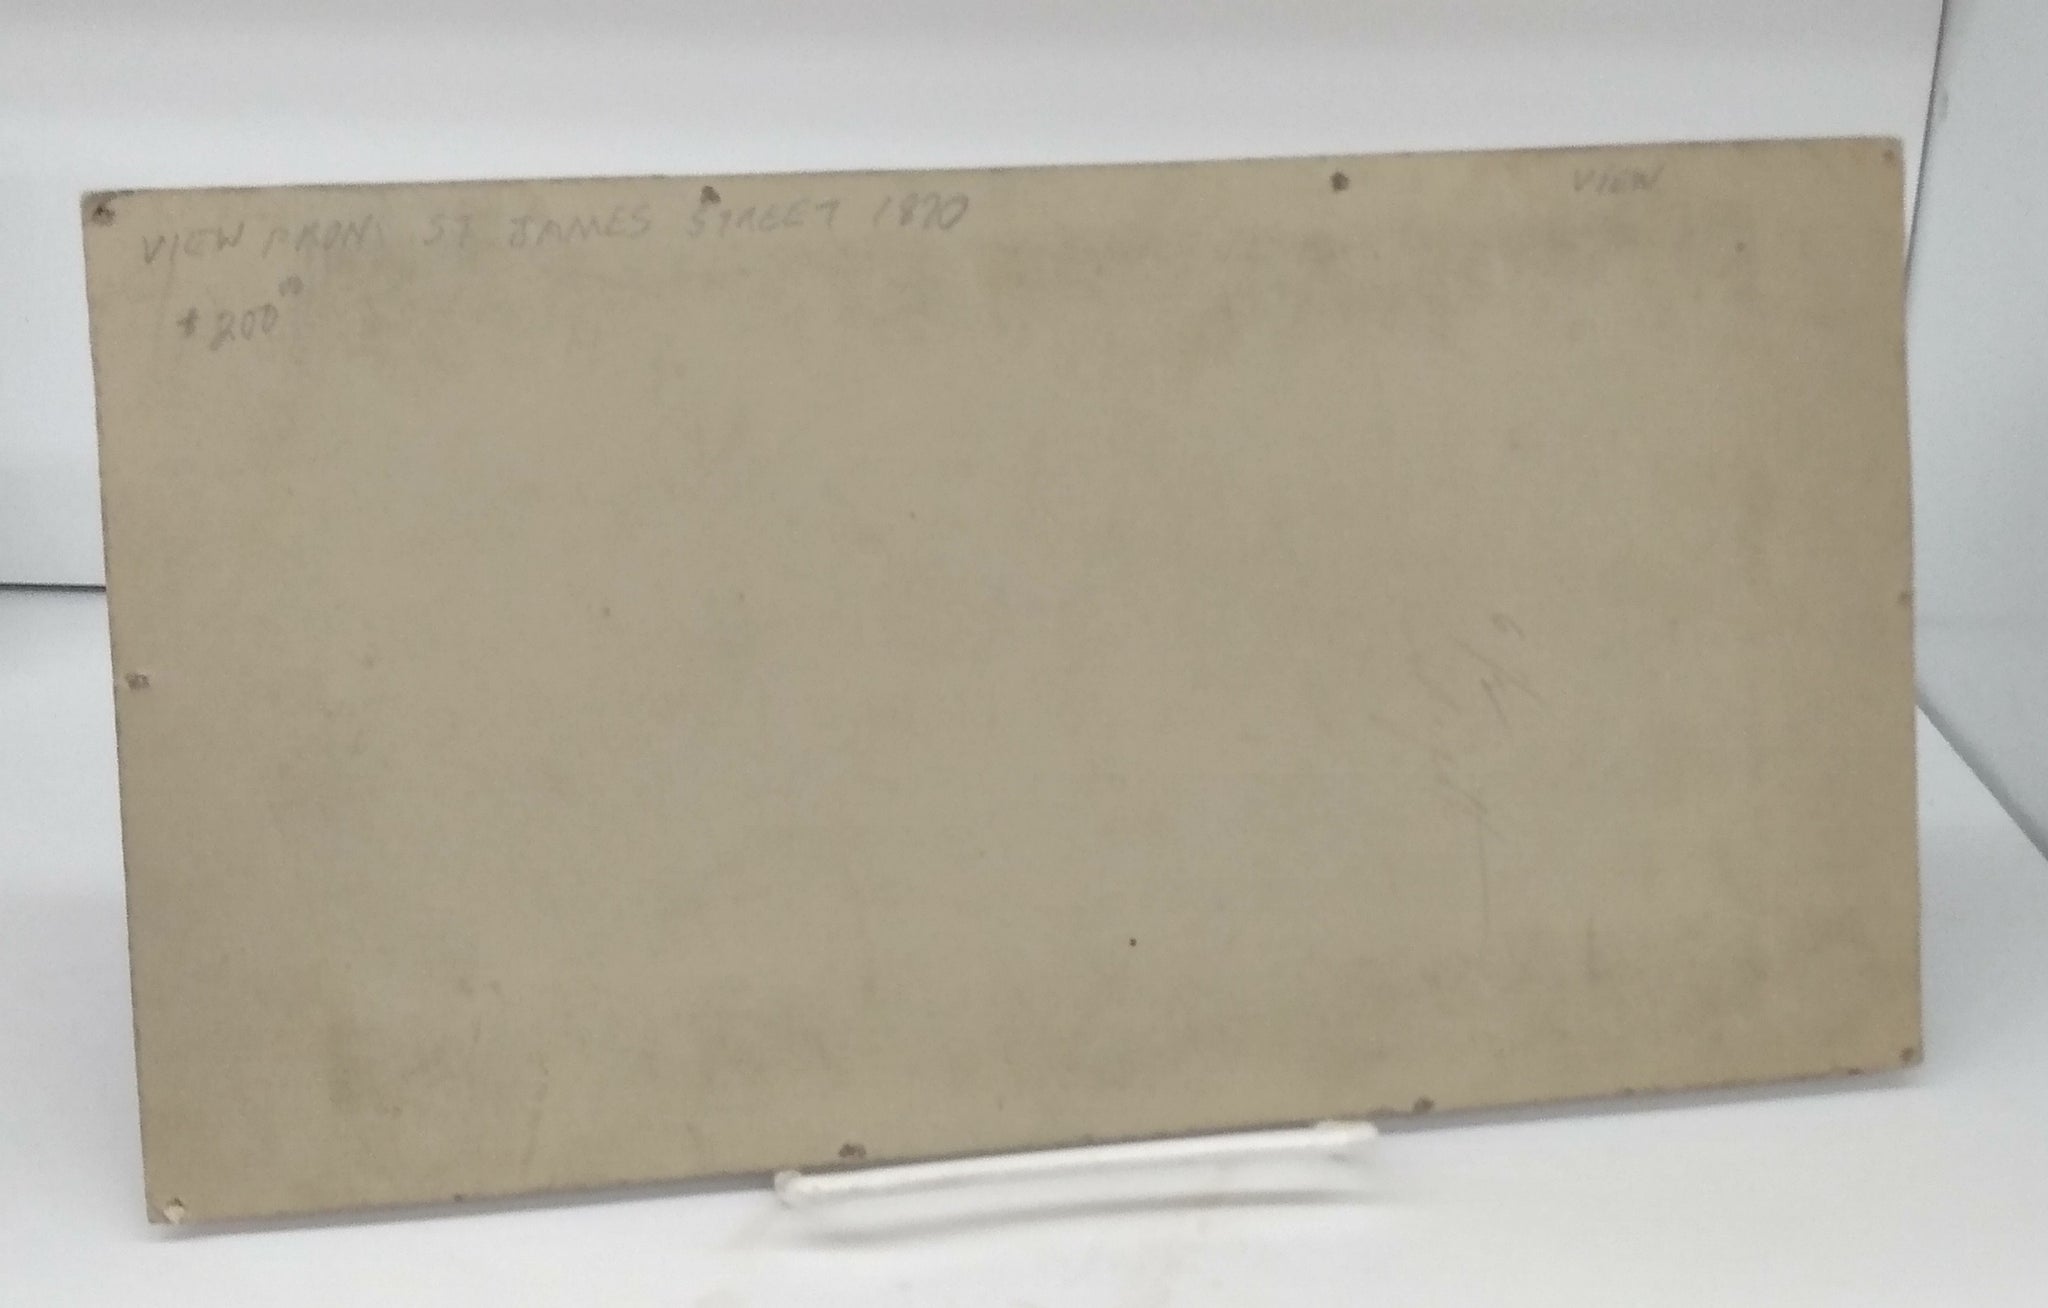 VIEW FROM ST JAMES STREET 1870
VIEW
$200